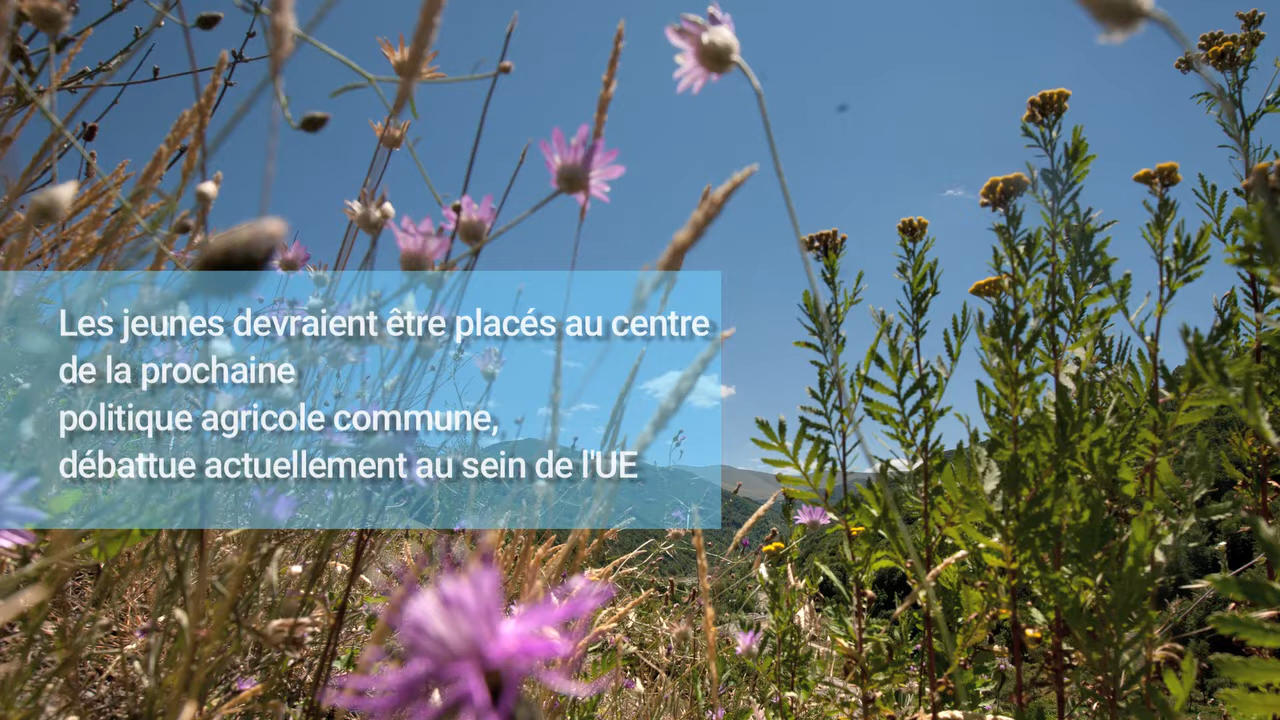 Les jeunes devraient être placés au centre
de la prochaine
politique agricole commune,
débattue actuellement au sein de l'UE